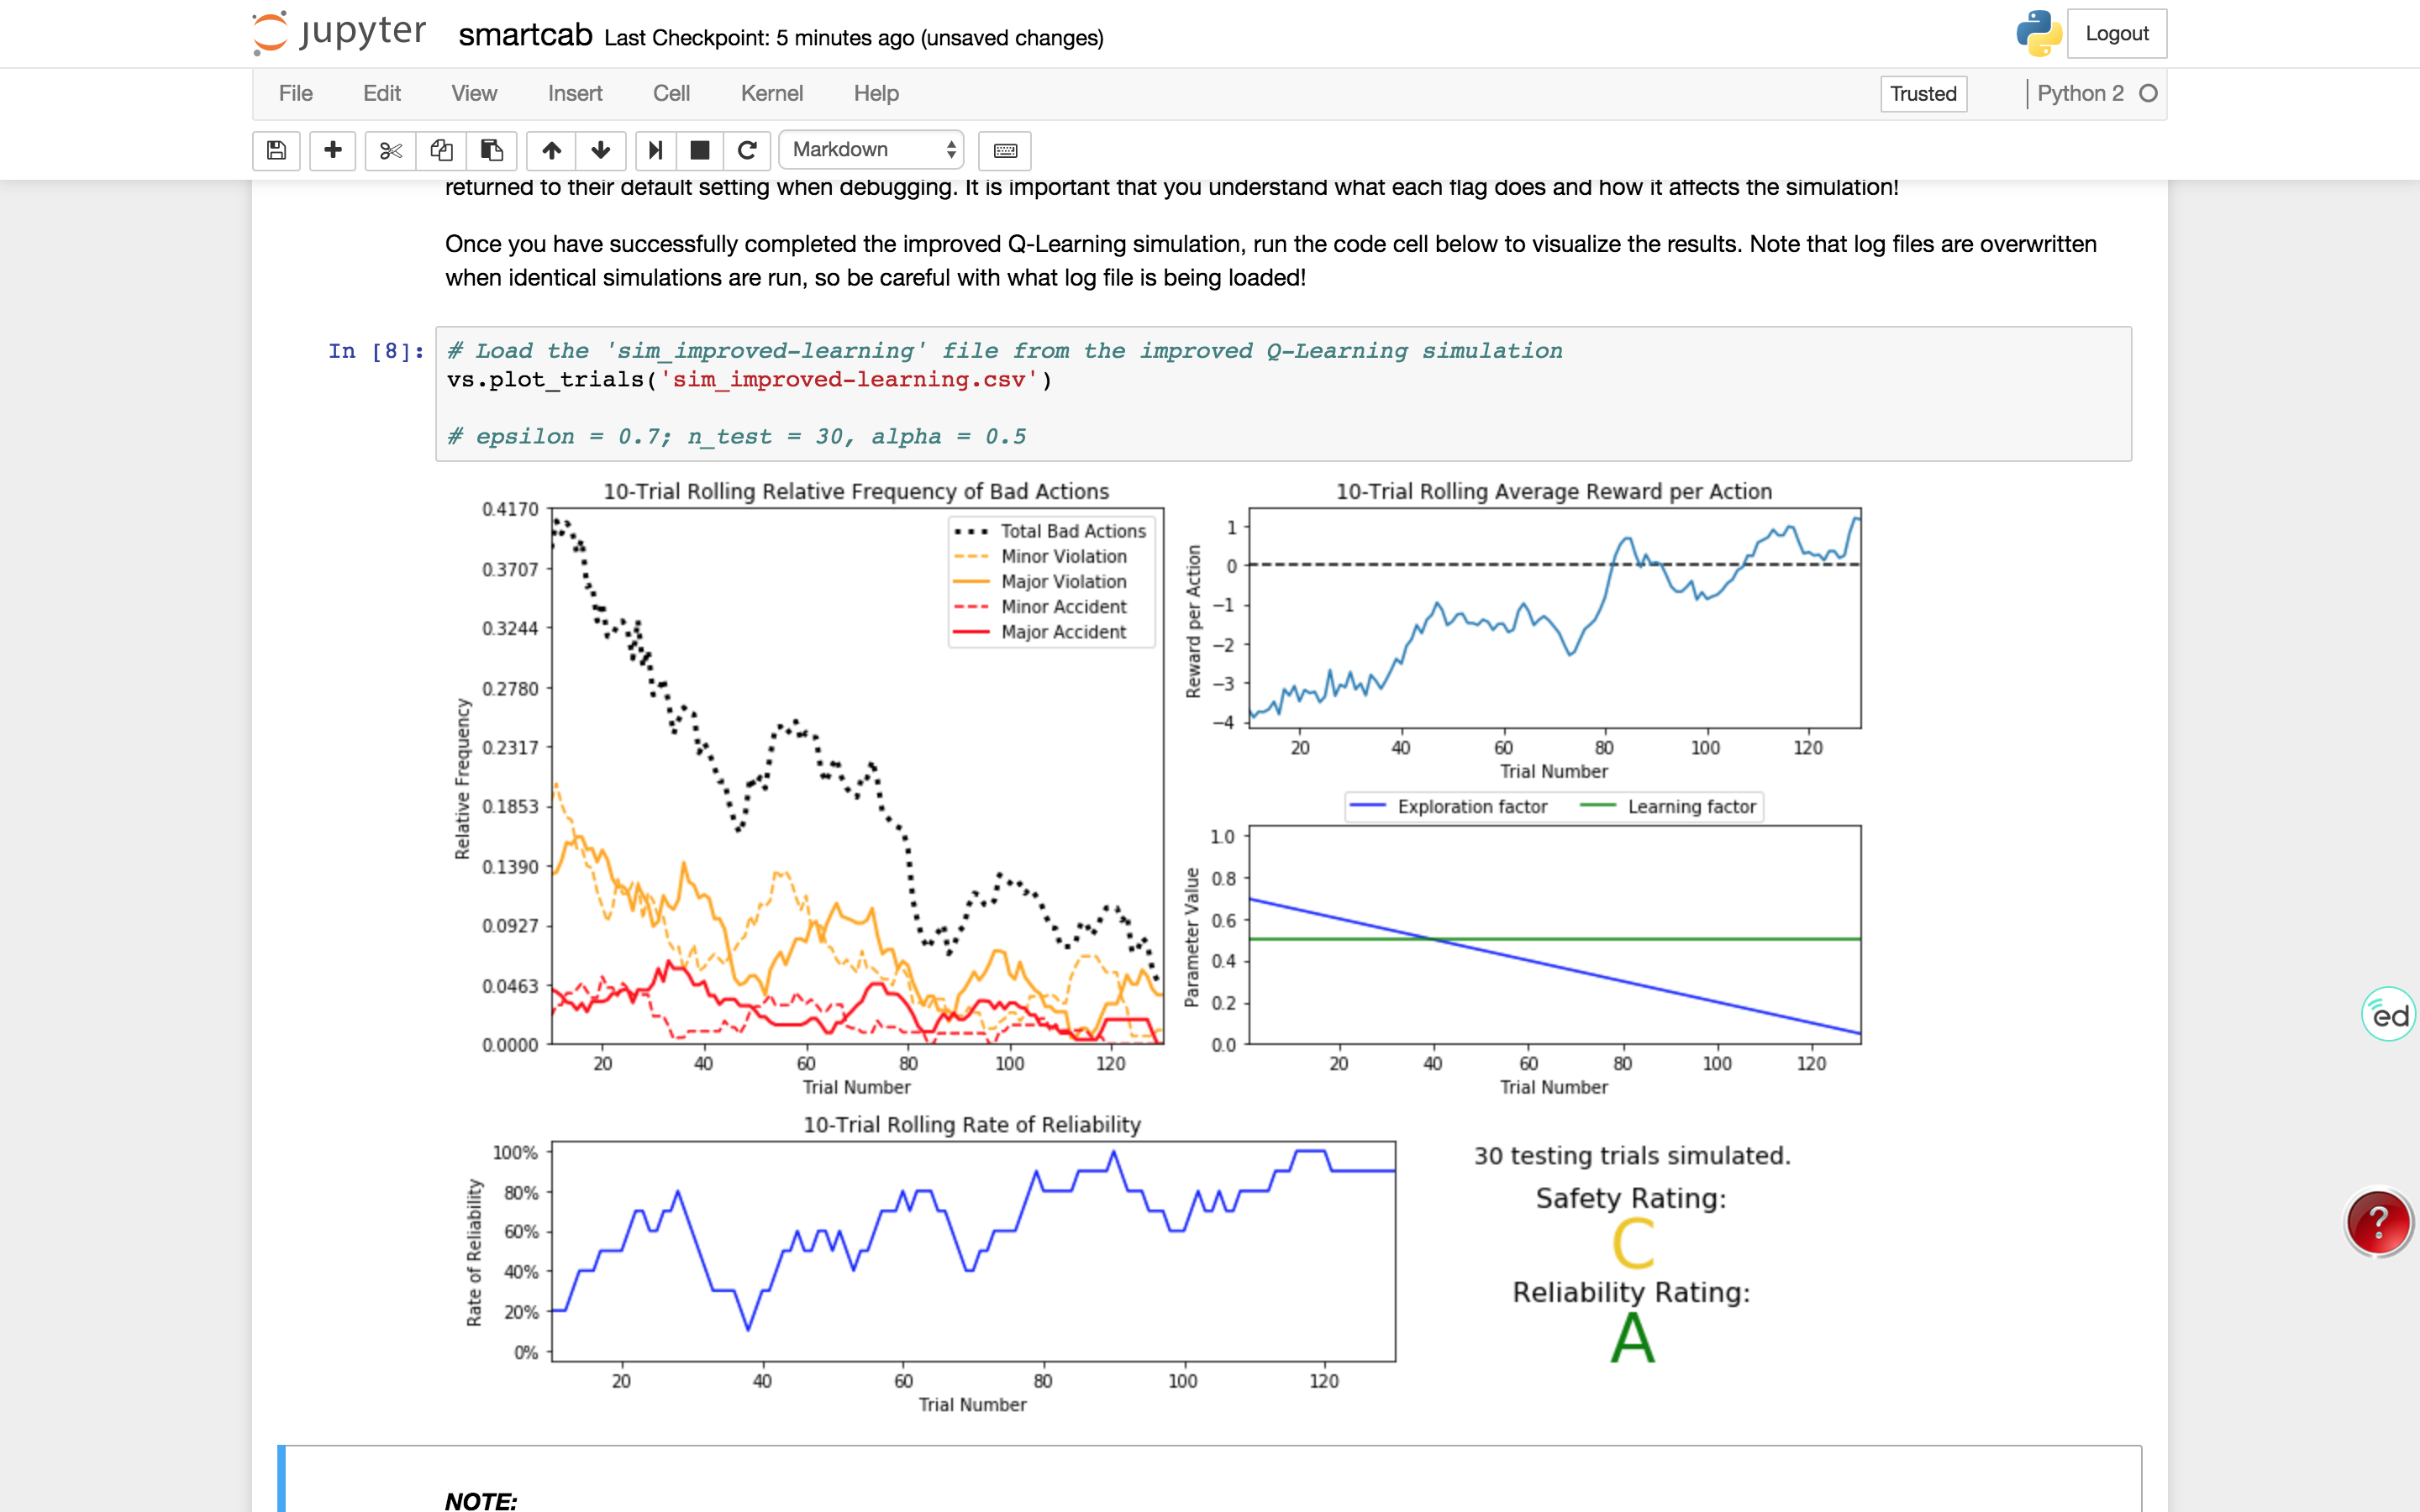 jupyter smartcab Last Checkpoint: 5 minutes ago (unsaved changes) Logout
File Edit View Insert Cell Kernel Help Trusted Python 2
Markdown
returned to their default setting when debugging. It is important that you understand what each flag does and how it affects the simulation!
Once you have successfully completed the improved Q-Learning simulation, run the code cell below to visualize the results. Note that log files are overwritten
when identical simulations are run, so be careful with what log file is being loaded!
In [8]:
# Load the 'sim_improved-learning' file from the improved Q-Learning simulation
vs.plot_trials('sim_improved-learning.csv')
# epsilon = 0.7; n_test = 30, alpha = 0.5
10-Trial Rolling Relative Frequency of Bad Actions
0.4170
0.3707
0.3244
0.2780
0.2317
0.1853
0.1390
0.0927
0.0463
0.0000
Relative Frequency
Total Bad Actions
Minor Violation
Major Violation
Minor Accident
Major Accident
20 40 60 80 100 120
Trial Number
10-Trial Rolling Average Reward per Action
1
0
−1
−2
−3
−4
Reward per Action
20 40 60 80 100 120
Trial Number
Exploration factor Learning factor
1.0
0.8
0.6
0.4
0.2
0.0
Parameter Value
20 40 60 80 100 120
Trial Number
10-Trial Rolling Rate of Reliability
100%
80%
60%
40%
20%
0%
Rate of Reliability
20 40 60 80 100 120
Trial Number
30 testing trials simulated.
Safety Rating:
C
Reliability Rating:
A
ed
?
NOTE: